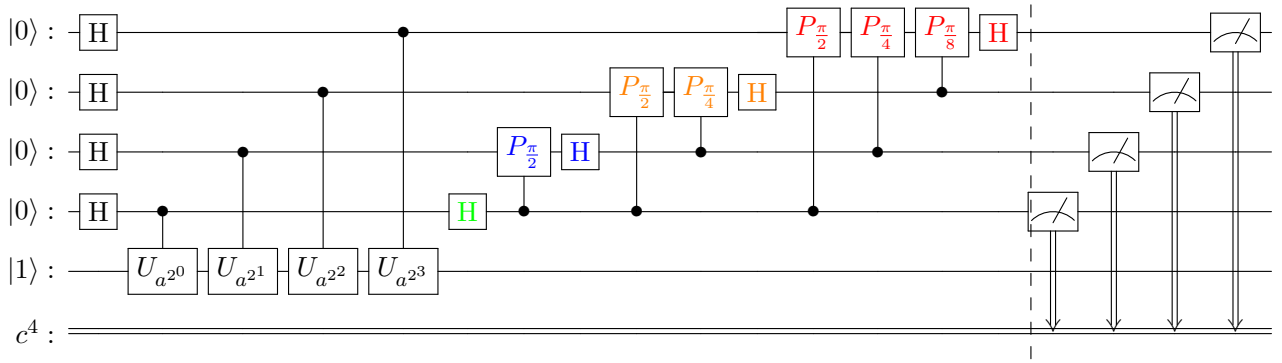 |0⟩ : H P_{π/2} P_{π/4} P_{π/8} H
|0⟩ : H P_{π/2} P_{π/4} H
|0⟩ : H P_{π/2} H
|0⟩ : H H
|1⟩ : U_{a^{2^0}} U_{a^{2^1}} U_{a^{2^2}} U_{a^{2^3}}
c^4 :